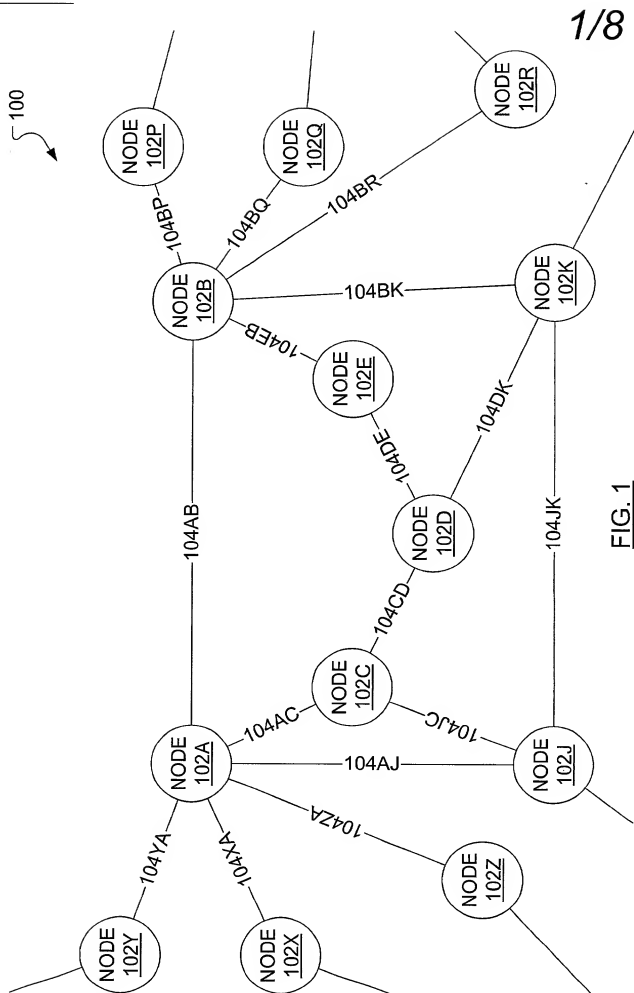 1/8
100
NODE
102P
NODE
102Q
NODE
102R
104BP
104BQ
104BR
NODE
102B
104BK
NODE
102K
104EB
NODE
102E
104DE
104DK
104AB
NODE
102D
104JK
104CD
NODE
102C
104AC
104JC
NODE
102A
104AJ
NODE
102J
104YA
104XA
104ZA
NODE
102Y
NODE
102X
NODE
102Z
FIG. 1